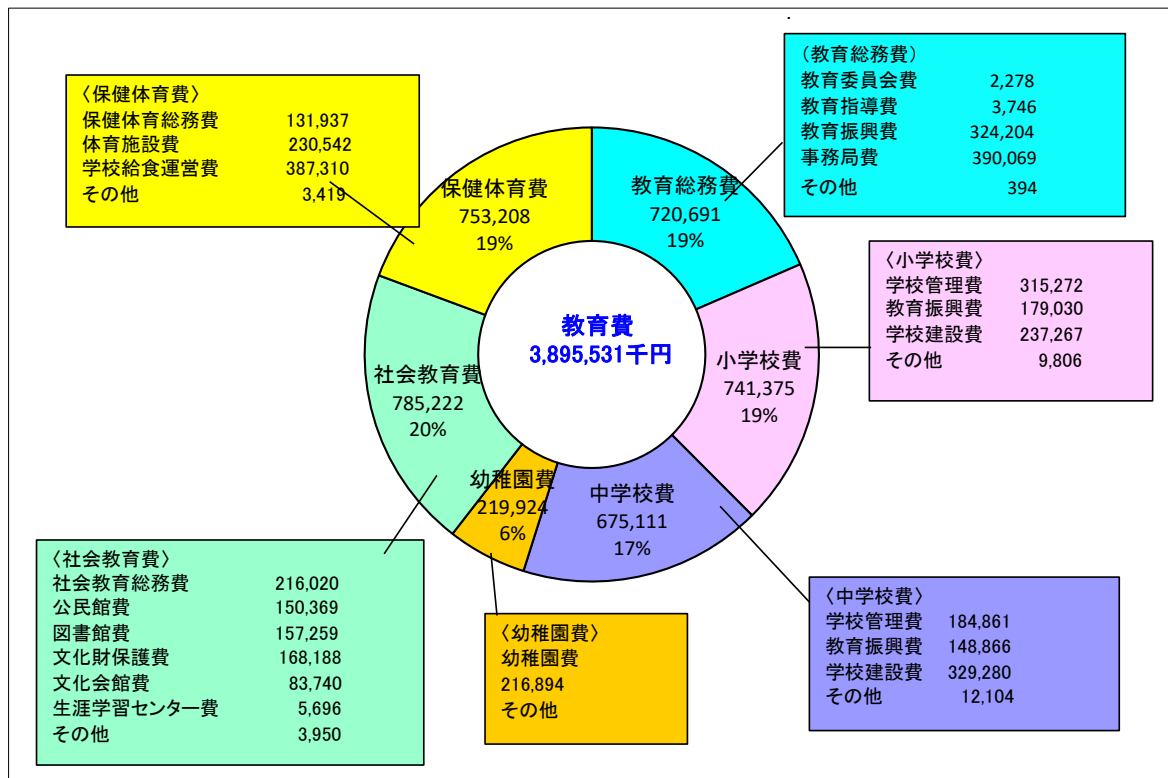 〈保健体育費〉
保健体育総務費 131,937
体育施設費 230,542
学校給食運営費 387,310
その他 3,419
(教育総務費)
教育委員会費 2,278
教育指導費 3,746
教育振興費 324,204
事務局費 390,069
その他 394
〈小学校費〉
学校管理費 315,272
教育振興費 179,030
学校建設費 237,267
その他 9,806
保健体育費
753,208
19%
教育総務費
720,691
19%
教育費
3,895,531千円
社会教育費
785,222
20%
小学校費
741,375
19%
幼稚園費
219,924
6%
中学校費
675,111
17%
〈社会教育費〉
社会教育総務費 216,020
公民館費 150,369
図書館費 157,259
文化財保護費 168,188
文化会館費 83,740
生涯学習センター費 5,696
その他 3,950
〈幼稚園費〉
幼稚園費
216,894
その他
〈中学校費〉
学校管理費 184,861
教育振興費 148,866
学校建設費 329,280
その他 12,104